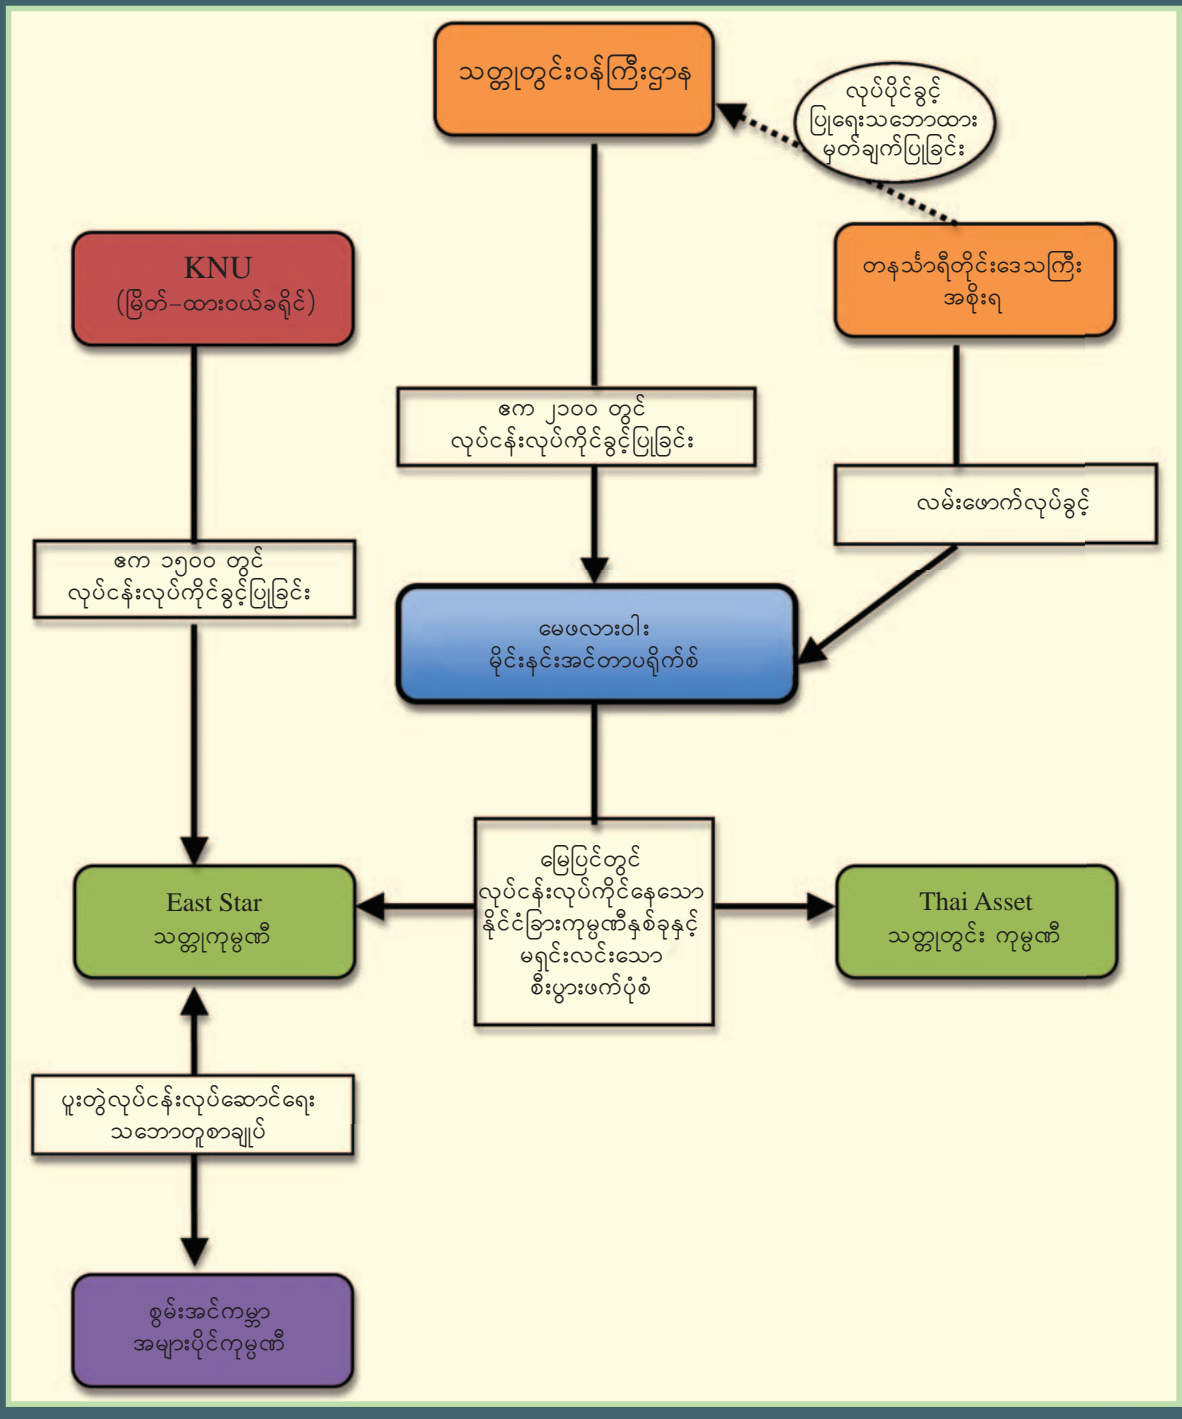 သတ္တုတွင်းဝန်ကြီးဌာန
လုပ်ပိုင်ခွင့်
ပြုရေးသဘောထား
မှတ်ချက်ပြုခြင်း
KNU
(မြိတ်–ထားဝယ်ခရိုင်)
တနင်္သာရီတိုင်းဒေသကြီး
အစိုးရ
ဧက ၂၁၀၀ တွင်
လုပ်ငန်းလုပ်ကိုင်ခွင့်ပြုခြင်း
လမ်းဖောက်လုပ်ခွင့်
ဧက ၁၅၀၀ တွင်
လုပ်ငန်းလုပ်ကိုင်ခွင့်ပြုခြင်း
မေဖလားဝါး
မိုင်းနင်းအင်တာပရိုက်စ်
မြေပြင်တွင်
လုပ်ငန်းလုပ်ကိုင်နေသော
နိုင်ငံခြားကုမ္ပဏီနှစ်ခုနှင့်
မရှင်းလင်းသော
စီးပွားဖက်ပုံစံ
East Star
သတ္တုကုမ္ပဏီ
Thai Asset
သတ္တုတွင်း ကုမ္ပဏီ
ပူးတွဲလုပ်ငန်းလုပ်ဆောင်ရေး
သဘောတူစာချုပ်
စွမ်းအင်ကမ္ဘာ
အများပိုင်ကုမ္ပဏီ